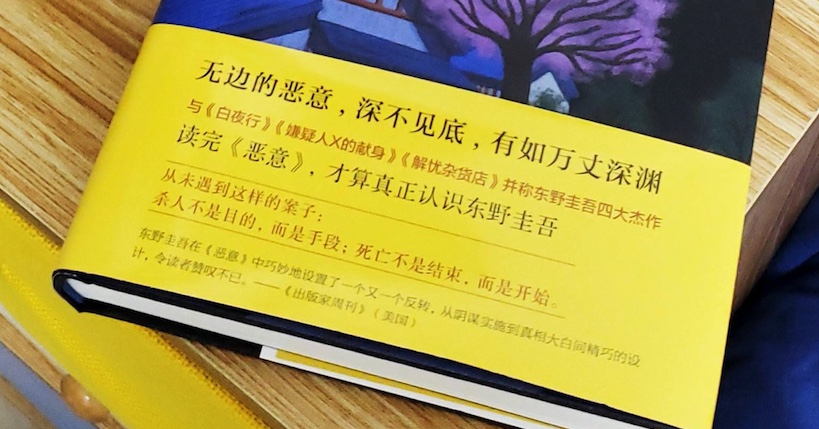 无边的恶意，深不见底，有如万丈深渊
与《白夜行》《嫌疑人X的献身》《解忧杂货店》并称东野圭吾四大杰作
读完《恶意》，才算真正认识东野圭吾
从未遇到这样的案子：
杀人不是目的，而是手段；死亡不是结束，而是开始。
东野圭吾在《恶意》中巧妙地设置了一个又一个反转，从阴谋实施到真相大白间精巧的设
计，令读者赞叹不已。——《出版家周刊》（美国）